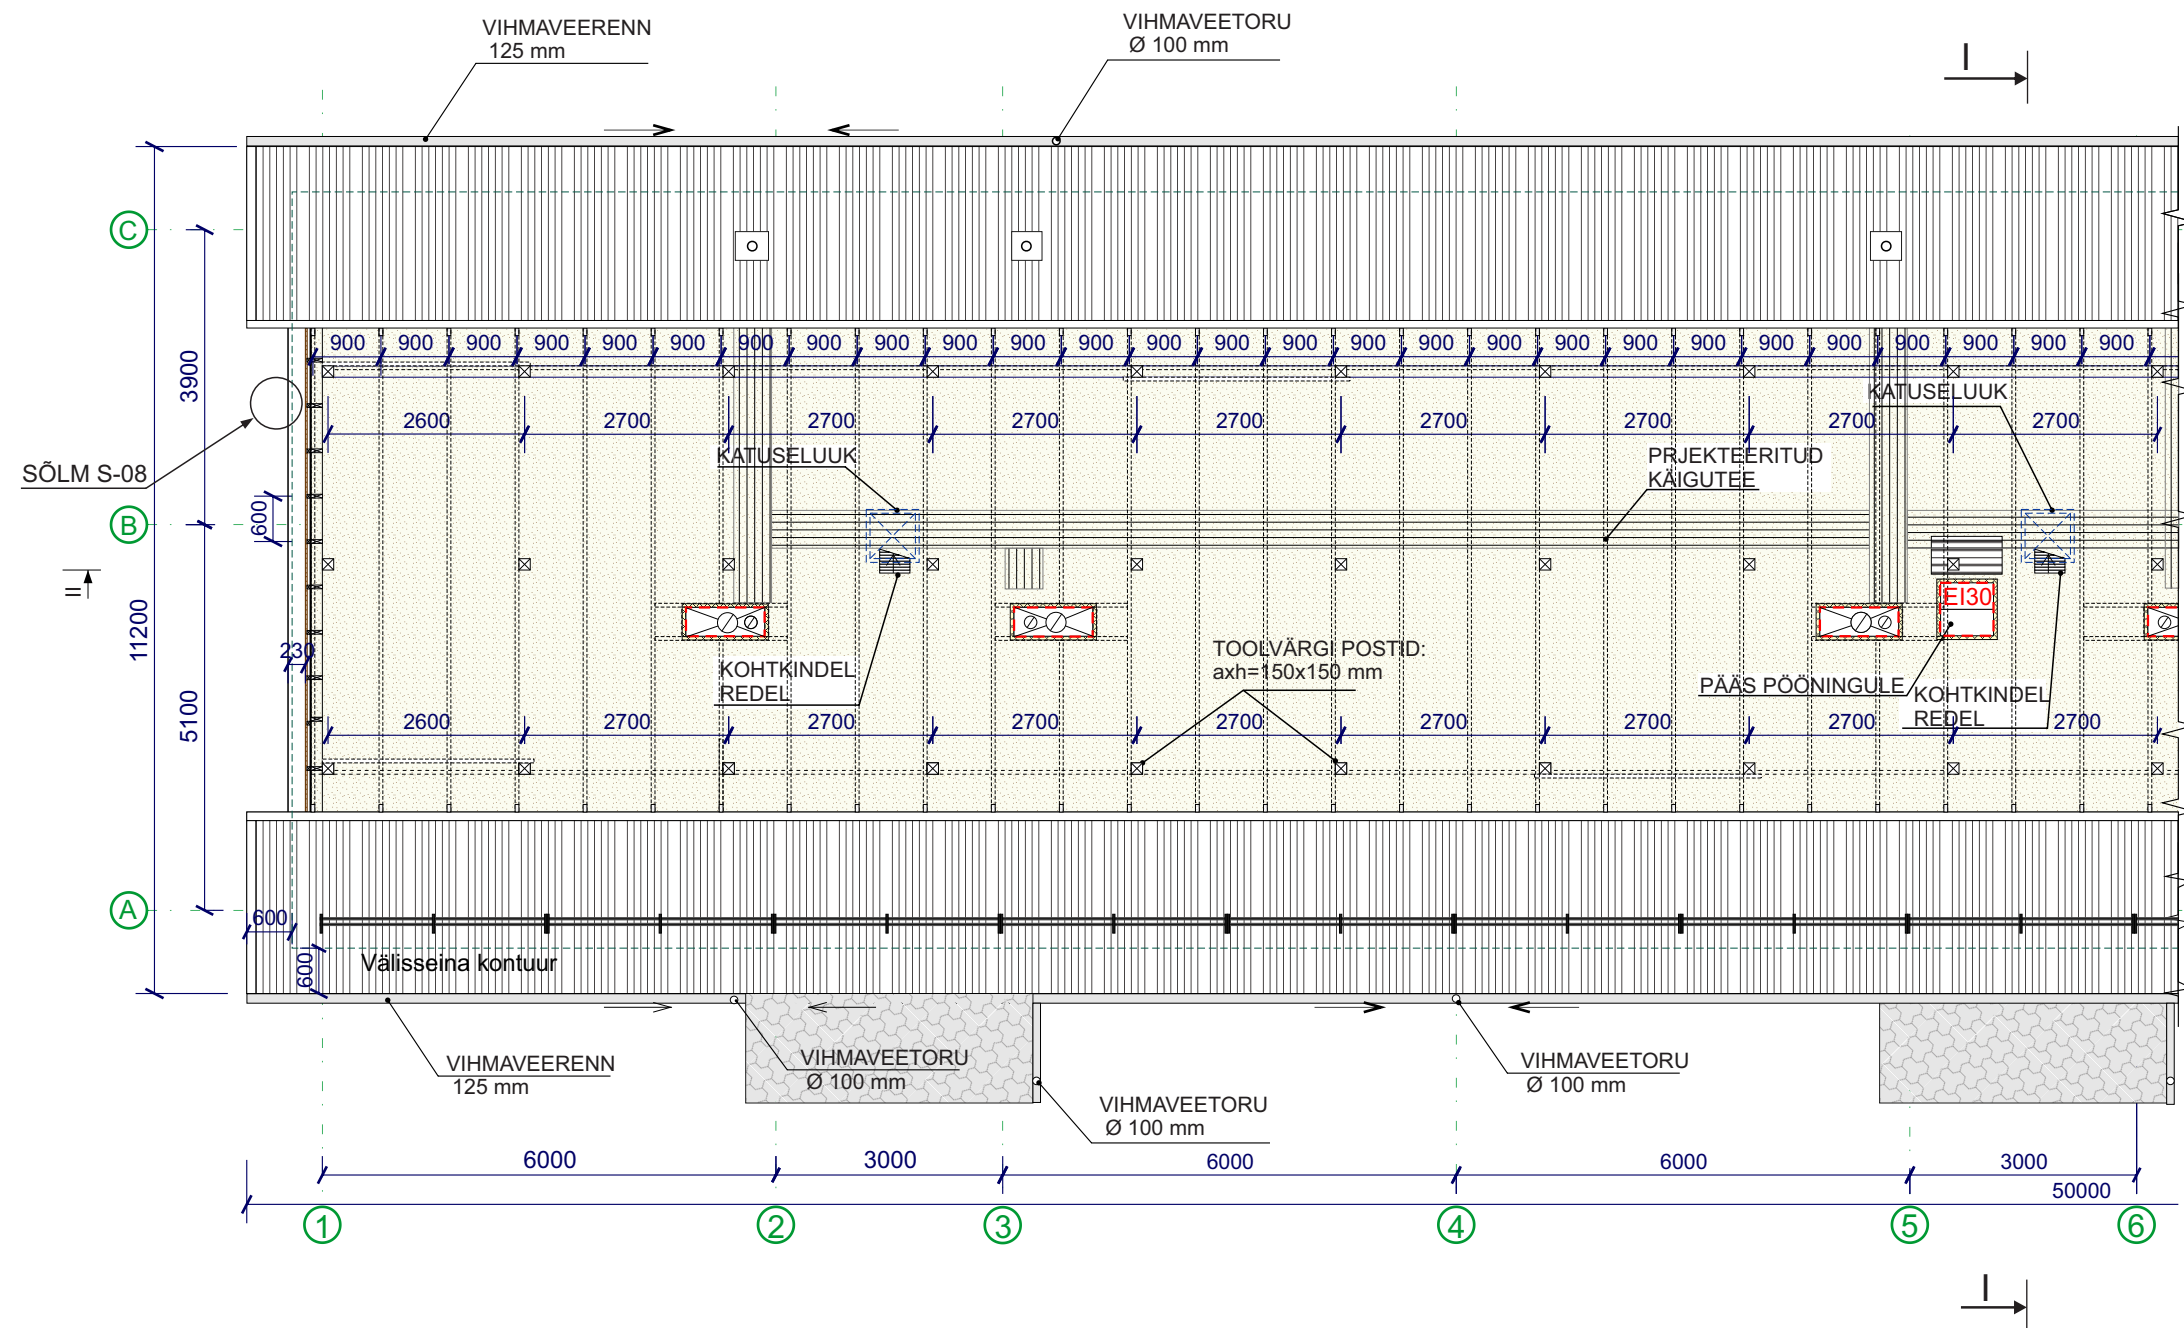 VIHMAVEERENN
125 mm
VIHMAVEETORU
Ø 100 mm
I
C
900 900 900 900 900 900 900 900 900 900 900 900 900 900 900 900 900 900 900 900 900 900 900 900 900 900 900
3900
KATUSELUUK
2600 2700 2700 2700 2700 2700 2700 2700 2700
SÕLM S-08
KATUSELUUK
PRJEKTEERITUD
KÄIGUTEE
B
600
II
11200
EI30
230
TOOLVÄRGI POSTID:
axh=150x150 mm
KOHTKINDEL
REDEL
PÄÄS PÖÖNINGULE
KOHTKINDEL
REDEL
5100
2600 2700 2700 2700 2700 2700 2700 2700 2700
A
600
600
Välisseina kontuur
VIHMAVEERENN
125 mm
VIHMAVEETORU
Ø 100 mm
VIHMAVEETORU
Ø 100 mm
VIHMAVEETORU
Ø 100 mm
6000 3000 6000 6000 3000
50000
1 2 3 4 5 6
I